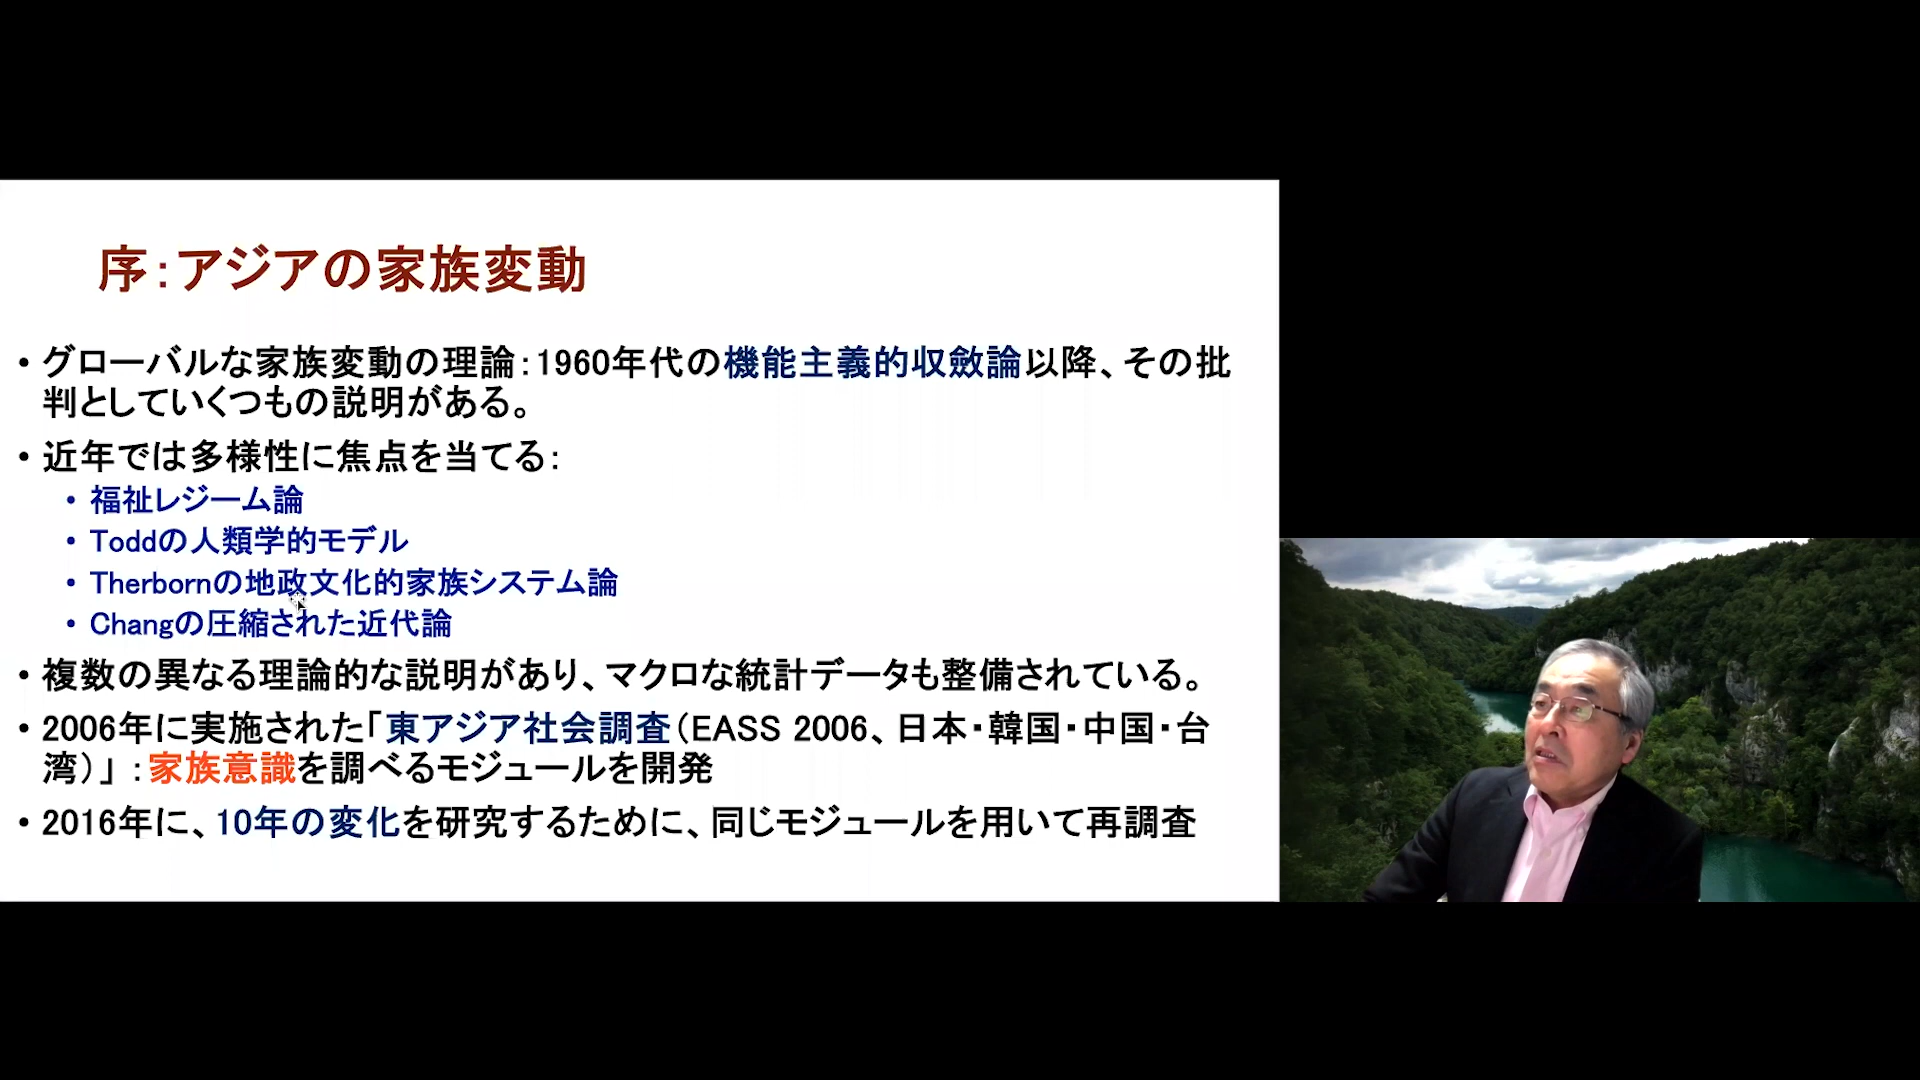 序：アジアの家族変動
• グローバルな家族変動の理論：1960年代の機能主義的収斂論以降、その批
判としていくつもの説明がある。
• 近年では多様性に焦点を当てる：
• 福祉レジーム論
• Toddの人類学的モデル
• Therbornの地政文化的家族システム論
• Changの圧縮された近代論
• 複数の異なる理論的な説明があり、マクロな統計データも整備されている。
• 2006年に実施された「東アジア社会調査（EASS 2006、日本・韓国・中国・台
湾）」：家族意識を調べるモジュールを開発
• 2016年に、10年の変化を研究するために、同じモジュールを用いて再調査